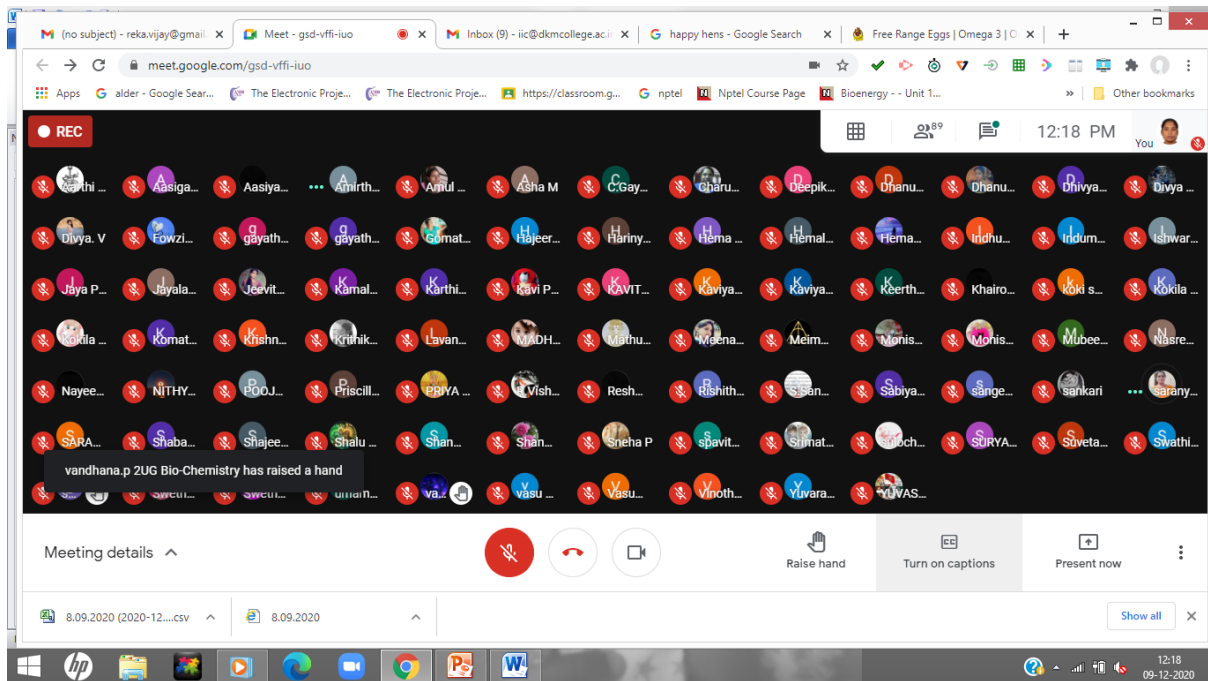 (no subject) - reka.vijay@gmail. Meet - gsd-vffi-iuo Inbox (9) - iic@dkmcollege.ac.i happy hens - Google Search Free Range Eggs | Omega 3 | O
meet.google.com/gsd-vffi-iuo
Apps alder - Google Sear... The Electronic Proje... The Electronic Proje... https://classroom.g... nptel Nptel Course Page Bioenergy - - Unit 1... » Other bookmarks
REC 89 12:18 PM You
Aarthi ... Aasiga... Aasiya... Amirth... Amul ... Asha M C.Gay... Charu... Deepik... Dhanu... Dhanu... Dhivya... Divya ...
Divya. V Fowzi... gayath... gayath... Gomat... Hajeer... Hariny... Hema ... Hemal... Hema... Indhu... Indum... Ishwar...
Jaya P... Jayala... Jeevit... Kamal... Karthi... Kavi P... KAVIT... Kaviya... Kaviya... Keerth... Khairo... koki s... Kokila ...
Kokila ... Komat... Krishn... Krithik... Lavan... MADH... Mathu... Meena... Meim... Monis... Monis... Mubee... Nasre...
Nayee... NITHY... POOJ... Priscill... PRIYA ... R Vish... Resh... Rishith... S San... Sabiya... sange... sankari sarany...
SARA... Shaba... Shajee... Shalu ... Shan... Shan... Sneha P spavit... Srimat... Suloch... SURYA... Suveta... Swathi...
vandhana.p 2UG Bio-Chemistry has raised a hand
s... Sweth... Sweth... umam... va... vasu ... Vasu... Vinoth... Yuvara... YUVAS...
Meeting details Raise hand Turn on captions Present now
8.09.2020 (2020-12....csv 8.09.2020 Show all
12:18
09-12-2020